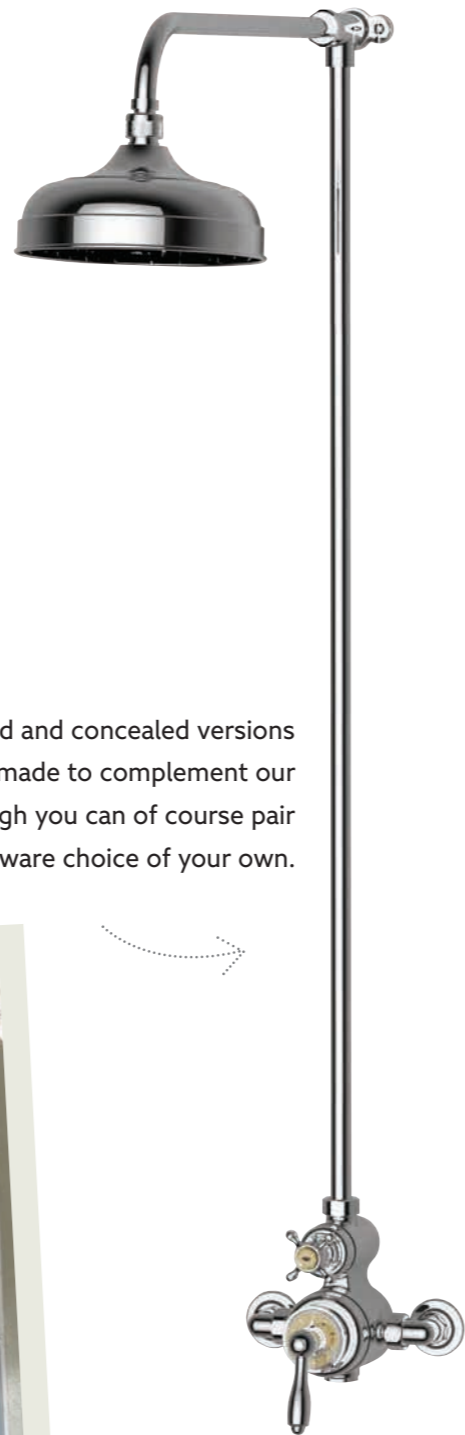 d and concealed versions
made to complement our
gh you can of course pair
ware choice of your own.